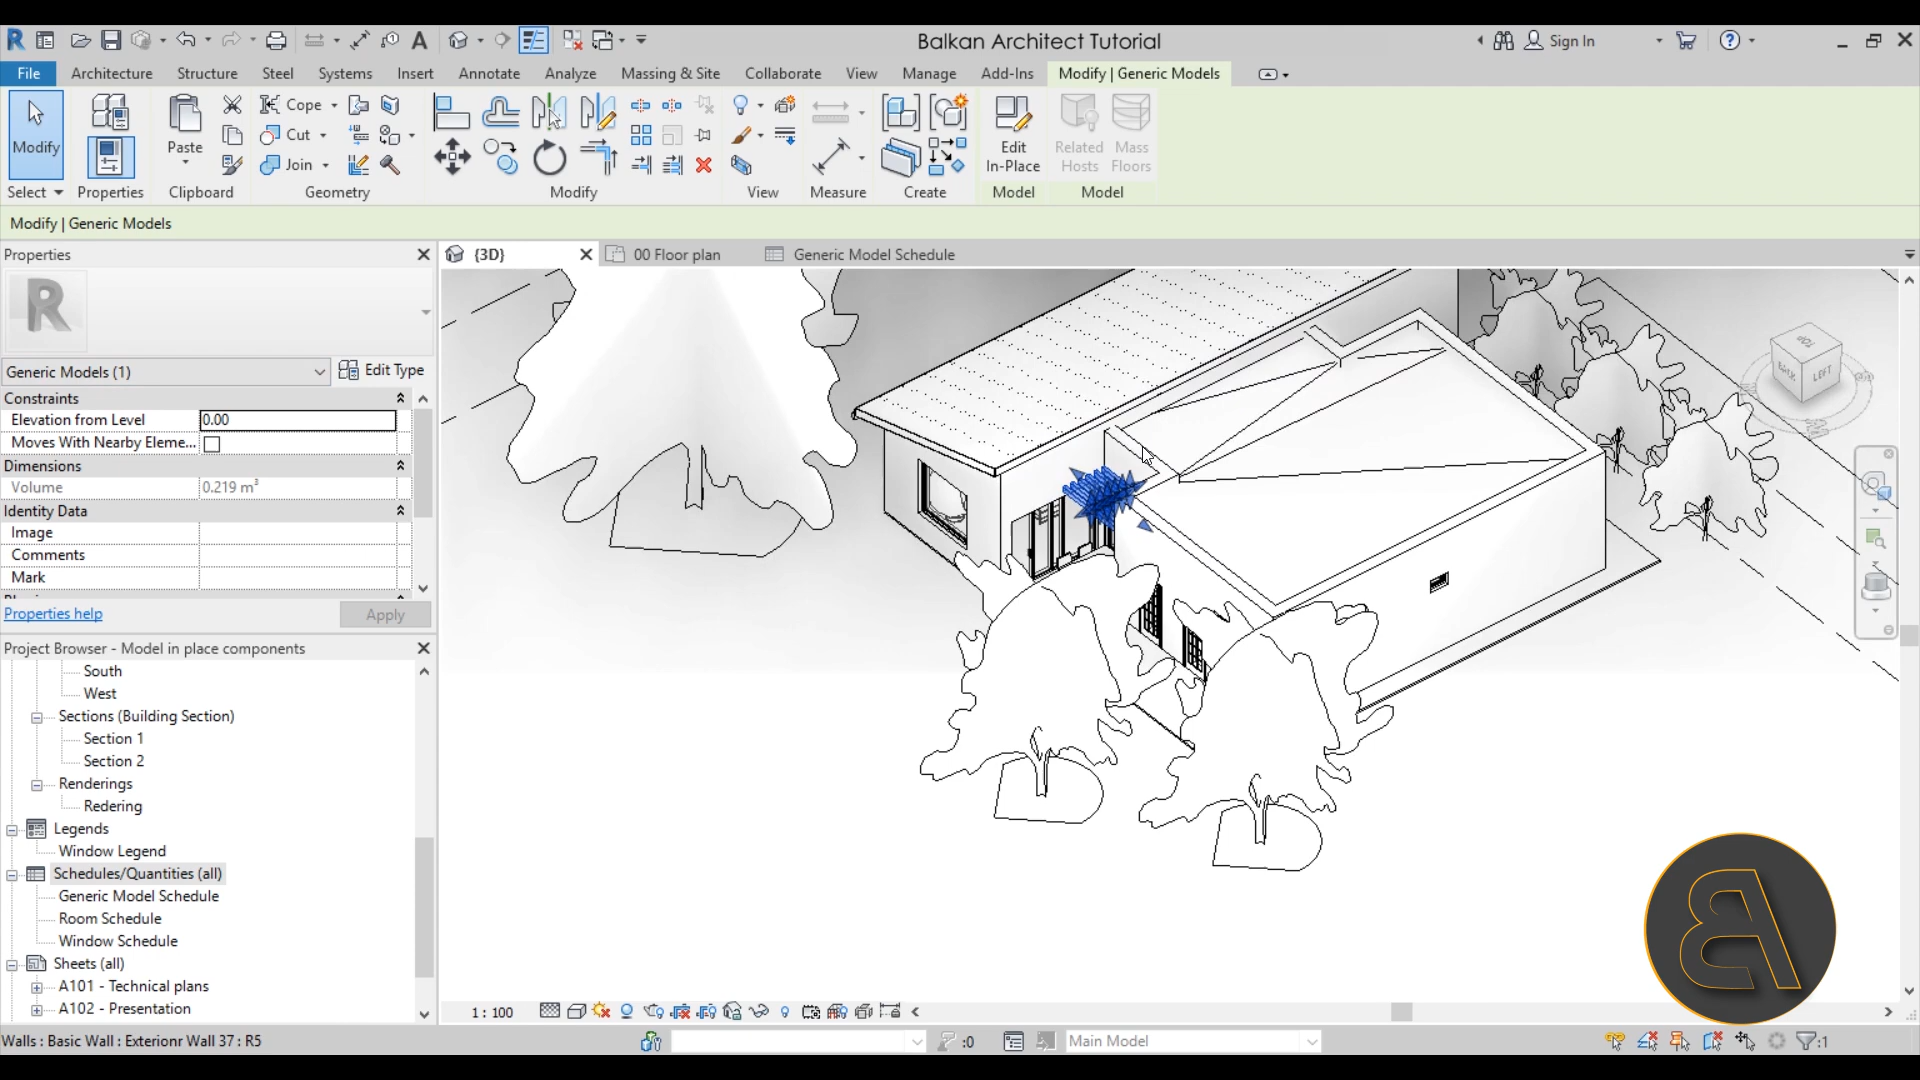 Balkan Architect Tutorial
Sign In
File Architecture Structure Steel Systems Insert Annotate Analyze Massing & Site Collaborate View Manage Add-Ins Modify | Generic Models
Modify Paste Cope Cut Join Edit In-Place Related Hosts Mass Floors
Select Properties Clipboard Geometry Modify View Measure Create Model Model
Modify | Generic Models
Properties
{3D} 00 Floor plan Generic Model Schedule
Generic Models (1) Edit Type
Constraints
Elevation from Level 0.00
Moves With Nearby Eleme...
Dimensions
Volume 0.219 m³
Identity Data
Image
Comments
Mark
Properties help Apply
TOP
BACK LEFT
Project Browser - Model in place components
South
West
Sections (Building Section)
Section 1
Section 2
Renderings
Redering
Legends
Window Legend
Schedules/Quantities (all)
Generic Model Schedule
Room Schedule
Window Schedule
Sheets (all)
A101 - Technical plans
A102 - Presentation
1 : 100
Walls : Basic Wall : Exterionr Wall 37 : R5 :0 Main Model :1